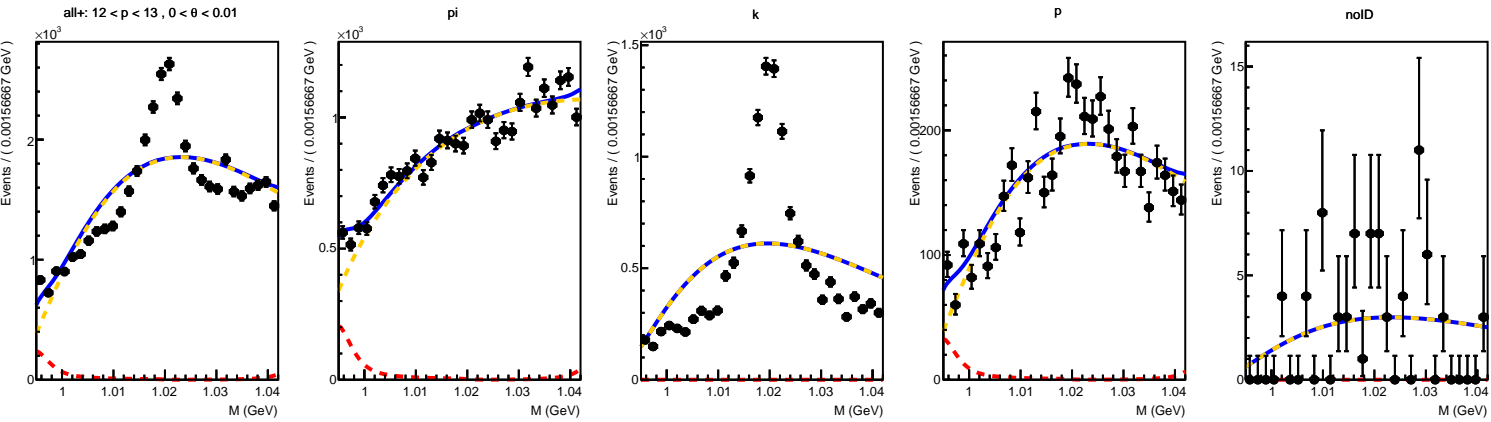 all+: 12 < p < 13 , 0 < θ < 0.01
×10³
Events / ( 0.00156667 GeV )
2
1
0
1 1.01 1.02 1.03 1.04
M (GeV)
pi
×10³
Events / ( 0.00156667 GeV )
1
0.5
0
1 1.01 1.02 1.03 1.04
M (GeV)
k
×10³
Events / ( 0.00156667 GeV )
1.5
1
0.5
0
1 1.01 1.02 1.03 1.04
M (GeV)
p
Events / ( 0.00156667 GeV )
200
100
0
1 1.01 1.02 1.03 1.04
M (GeV)
noID
Events / ( 0.00156667 GeV )
15
10
5
0
1 1.01 1.02 1.03 1.04
M (GeV)